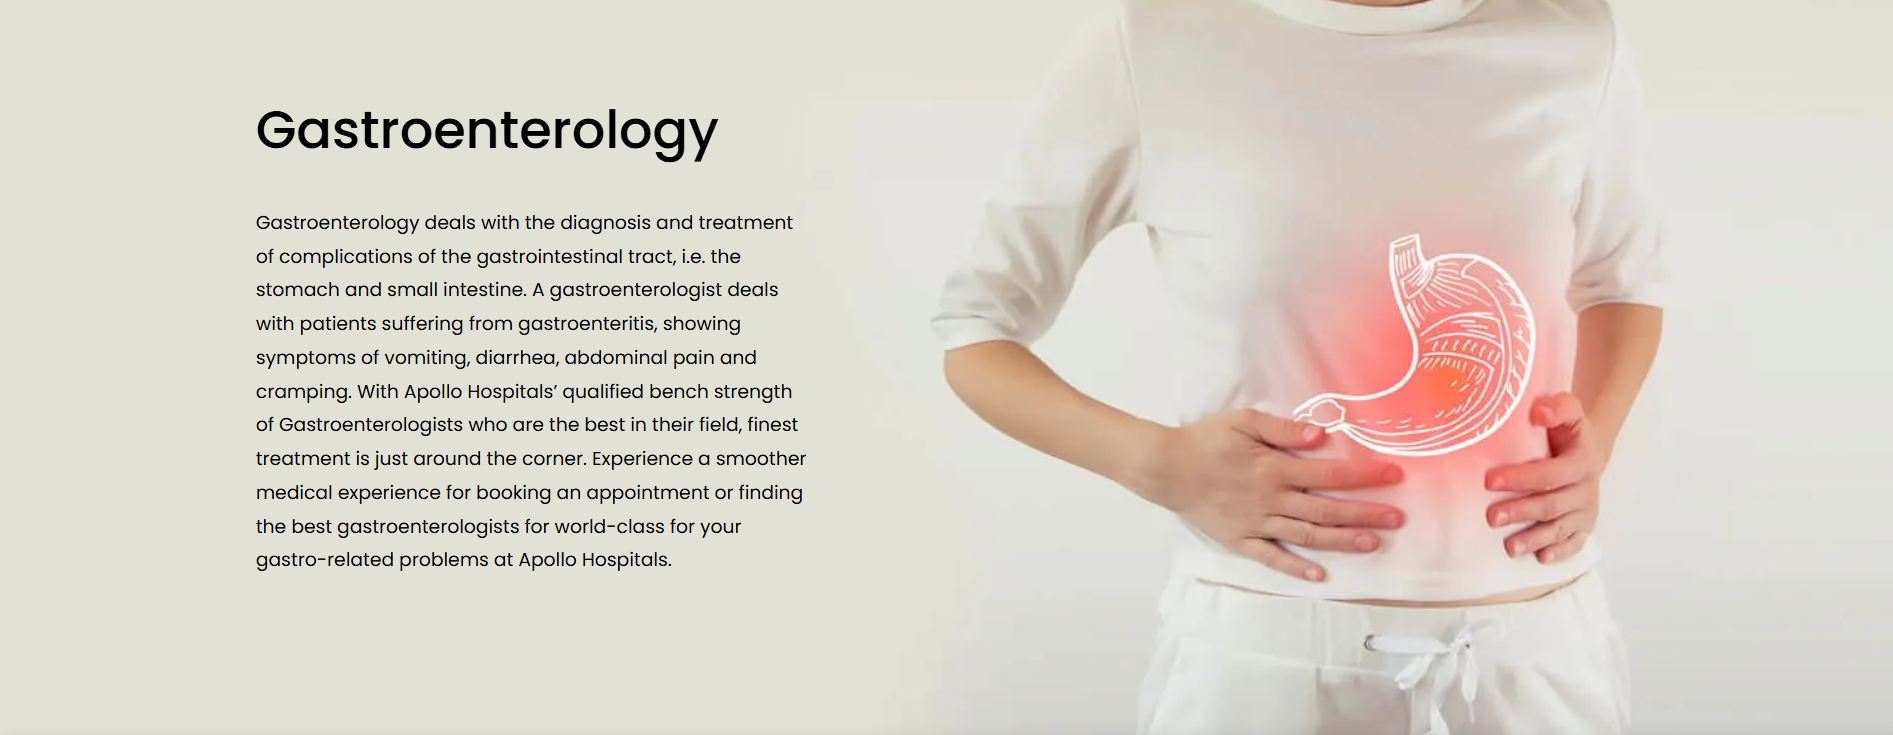 Gastroenterology
Gastroenterology deals with the diagnosis and treatment
of complications of the gastrointestinal tract, i.e. the
stomach and small intestine. A gastroenterologist deals
with patients suffering from gastroenteritis, showing
symptoms of vomiting, diarrhea, abdominal pain and
cramping. With Apollo Hospitals’ qualified bench strength
of Gastroenterologists who are the best in their field, finest
treatment is just around the corner. Experience a smoother
medical experience for booking an appointment or finding
the best gastroenterologists for world-class for your
gastro-related problems at Apollo Hospitals.